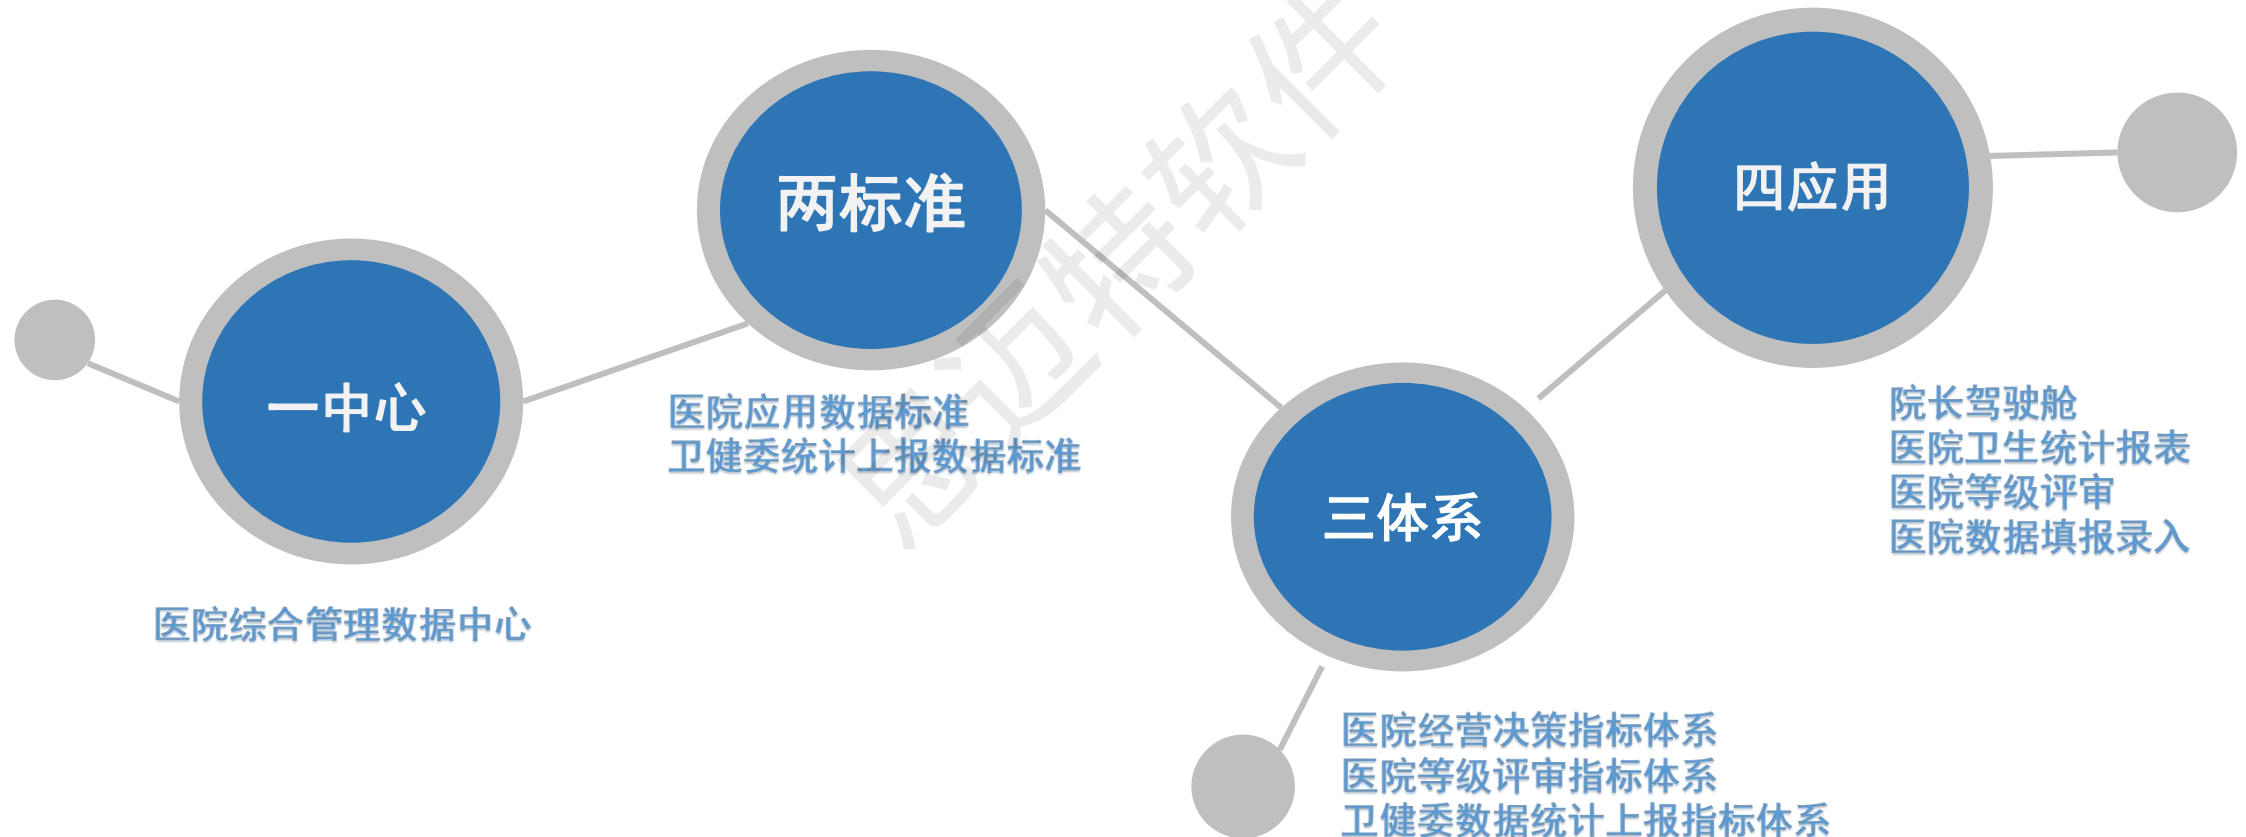 一中心
医院综合管理数据中心
两标准
医院应用数据标准
卫健委统计上报数据标准
三体系
医院经营决策指标体系
医院等级评审指标体系
卫健委数据统计上报指标体系
四应用
院长驾驶舱
医院卫生统计报表
医院等级评审
医院数据填报录入
思迈特软件